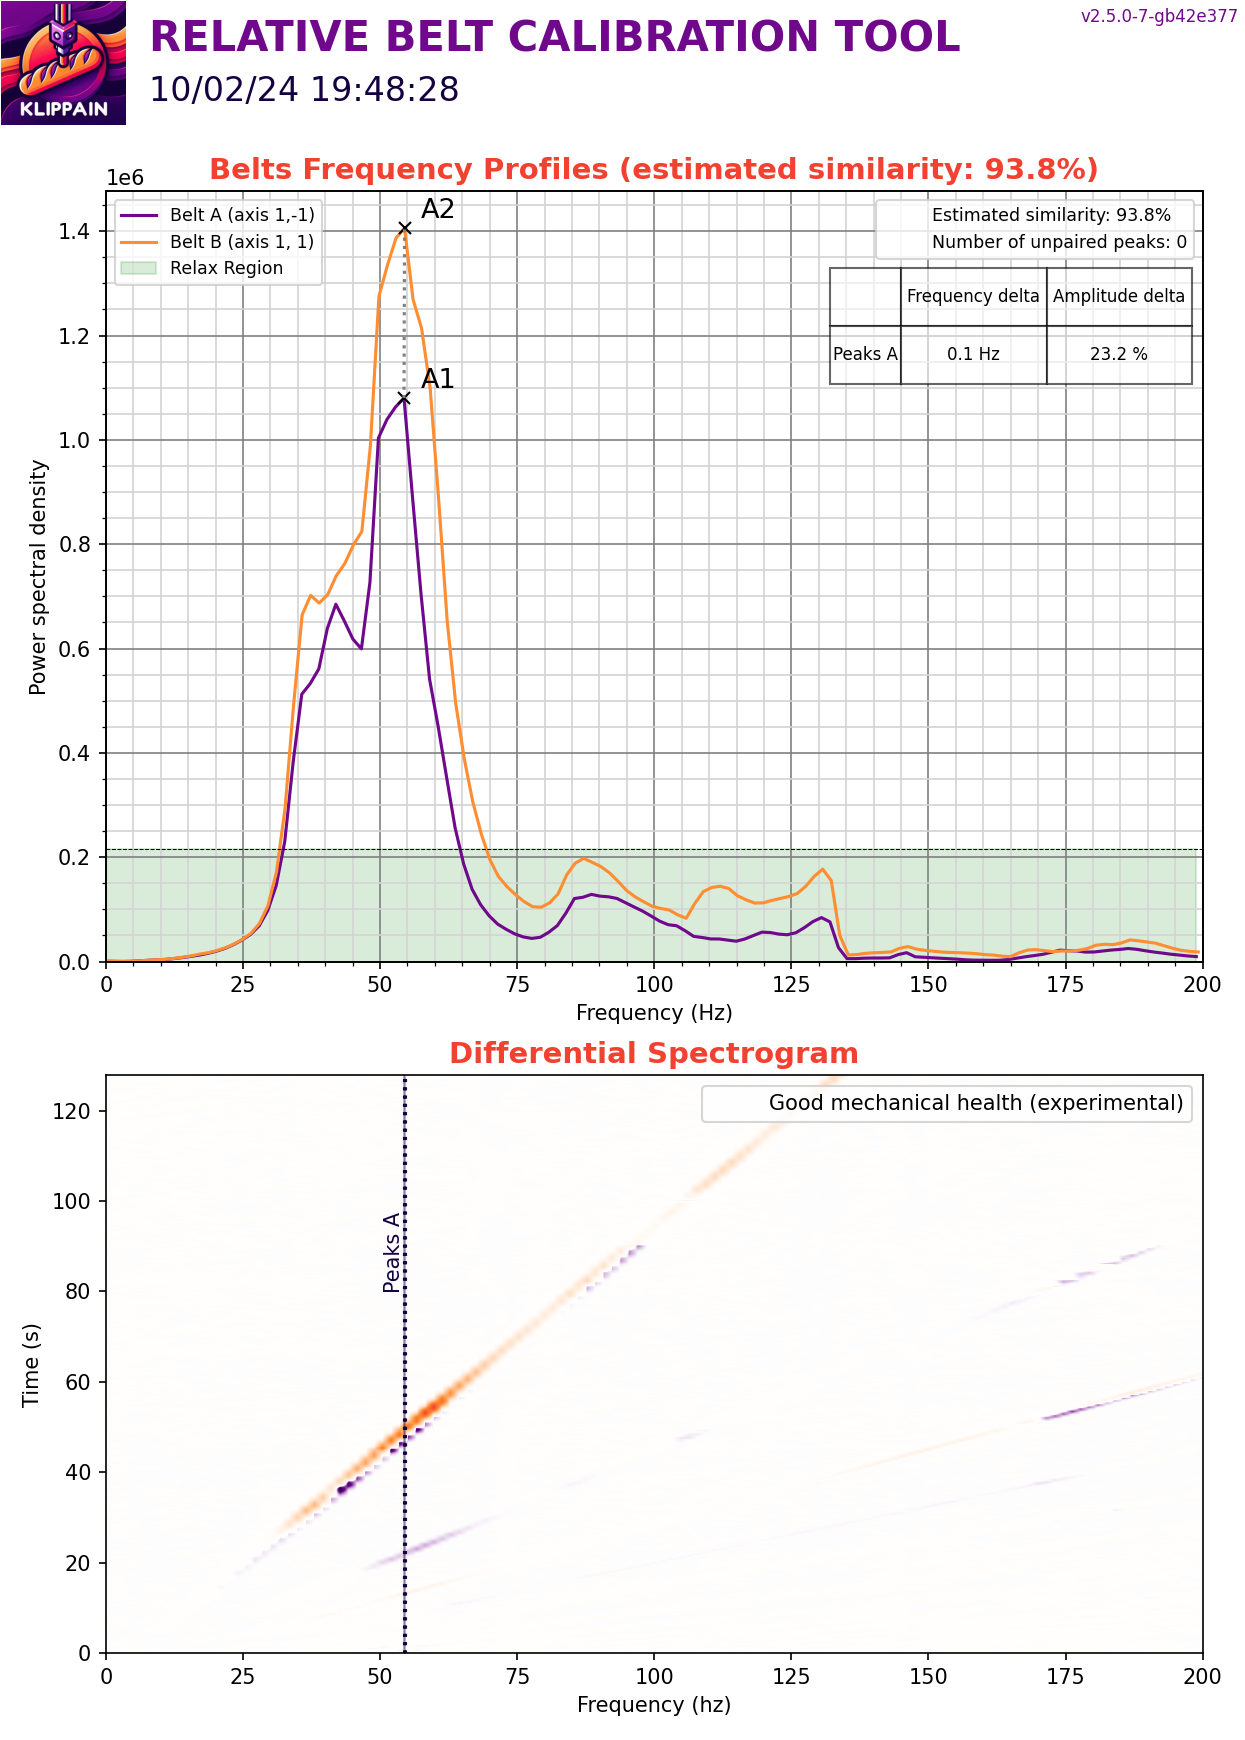 v2.5.0-7-gb42e377
RELATIVE BELT CALIBRATION TOOL
10/02/24 19:48:28
KLIPPAIN
Belts Frequency Profiles (estimated similarity: 93.8%)
1e6
Belt A (axis 1,-1)
Belt B (axis 1, 1)
Relax Region
A2
A1
Estimated similarity: 93.8%
Number of unpaired peaks: 0
Frequency delta Amplitude delta
Peaks A 0.1 Hz 23.2 %
Power spectral density
1.4
1.2
1.0
0.8
0.6
0.4
0.2
0.0
0 25 50 75 100 125 150 175 200
Frequency (Hz)
Differential Spectrogram
Good mechanical health (experimental)
Peaks A
Time (s)
120
100
80
60
40
20
0
0 25 50 75 100 125 150 175 200
Frequency (hz)